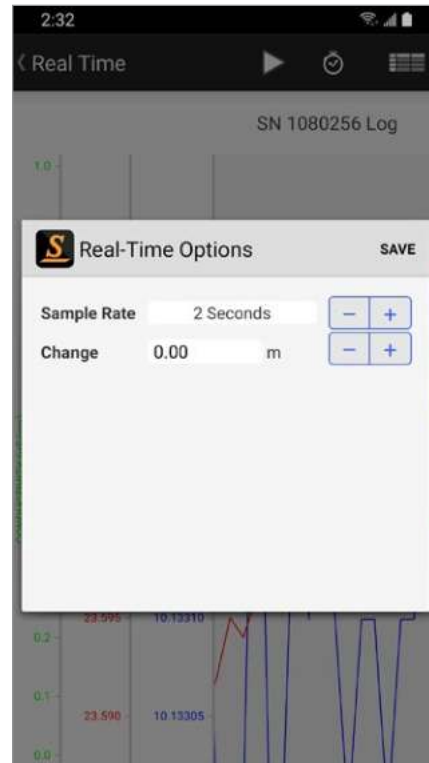 2:32
Real Time
SN 1080256 Log
1.0
S Real-Time Options SAVE
Sample Rate 2 Seconds − +
Change 0.00 m − +
23.595 10.13310
0.2
0.1
23.590 10.13305
0.0